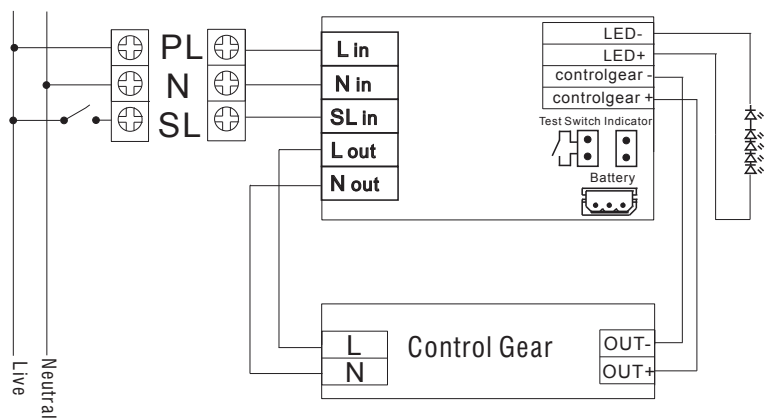 PL
N
SL
L in
N in
SL in
L out
N out
LED-
LED+
controlgear -
controlgear +
Test Switch Indicator
Battery
L
N
Control Gear
OUT-
OUT+
Live
Neutral